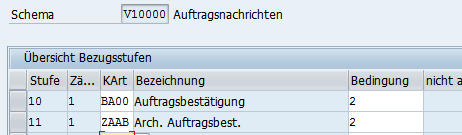 Schema V10000 Auftragsnachrichten
Übersicht Bezugsstufen
Stufe Zä... KArt Bezeichnung Bedingung nicht a
10 1 BA00 Auftragsbestätigung 2
11 1 ZAAB Arch. Auftragsbest. 2